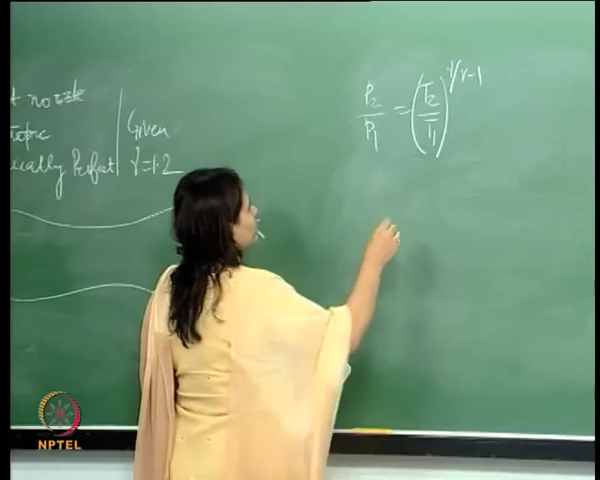 t nozzle
tropic
ically Perfect
Given
γ=1.2
P₂/P₁ = (T₂/T₁)^γ/γ-1
NPTEL